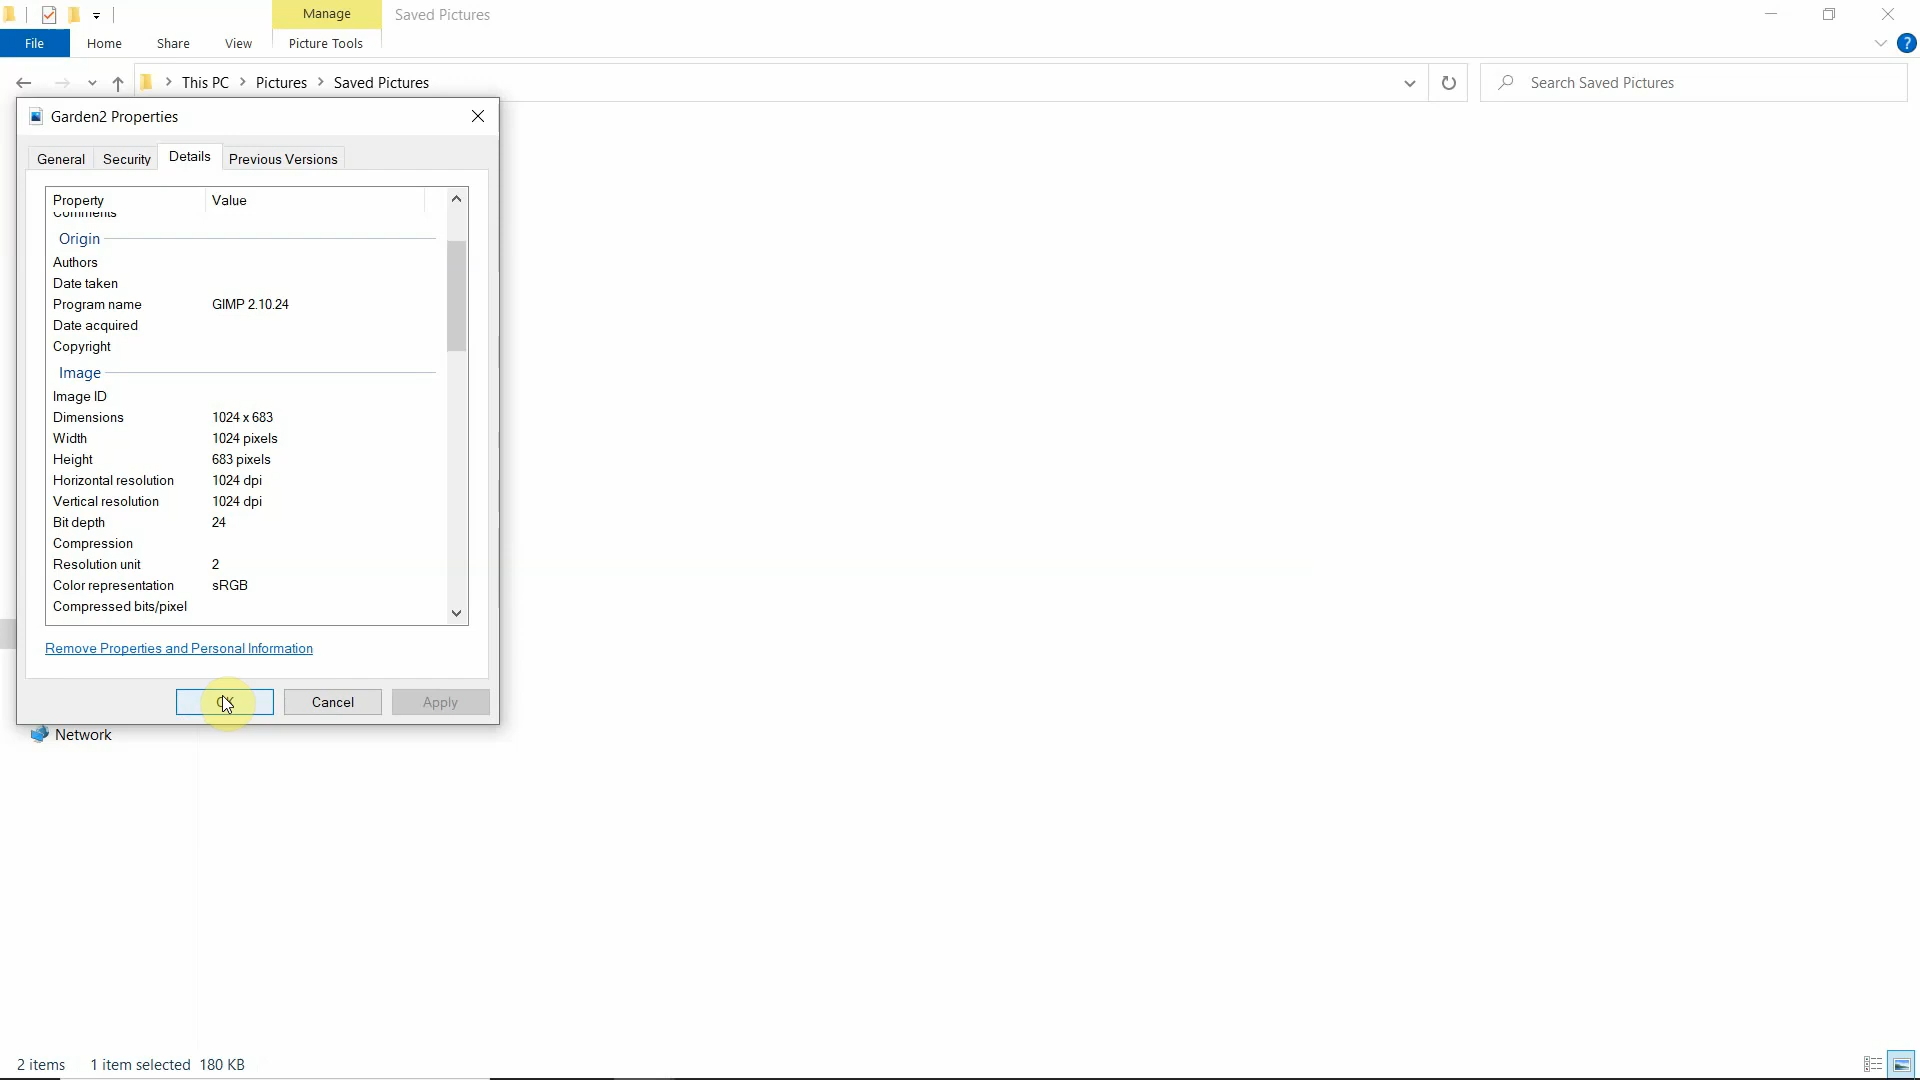 Manage
Saved Pictures
File
Home
Share
View
Picture Tools
?
This PC
Pictures
Saved Pictures
Search Saved Pictures
Garden2 Properties
General
Security
Details
Previous Versions
Property Value
Comments
Origin
Authors
Date taken
Program name GIMP 2.10.24
Date acquired
Copyright
Image
Image ID
Dimensions 1024 x 683
Width 1024 pixels
Height 683 pixels
Horizontal resolution 1024 dpi
Vertical resolution 1024 dpi
Bit depth 24
Compression
Resolution unit 2
Color representation sRGB
Compressed bits/pixel
Remove Properties and Personal Information
OK
Cancel
Apply
Network
2 items 1 item selected 180 KB